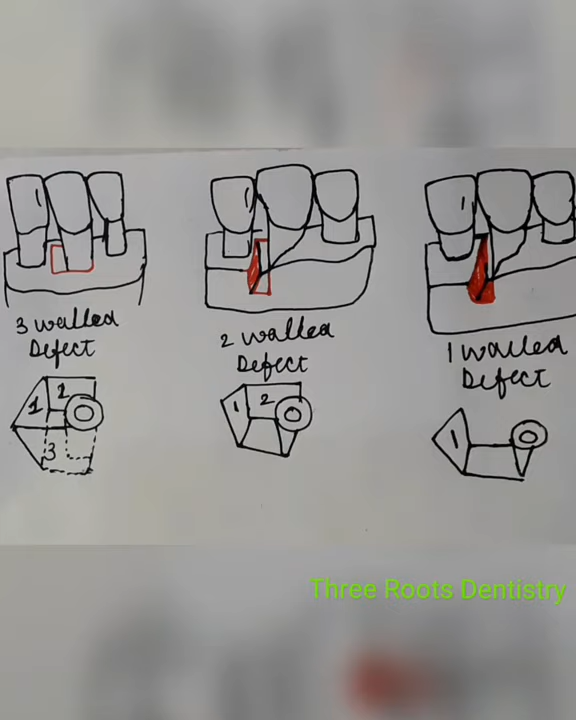 3 walled
Defect
1 2
3
2 walled
Defect
1 2
1 walled
Defect
1
Three Roots Dentistry